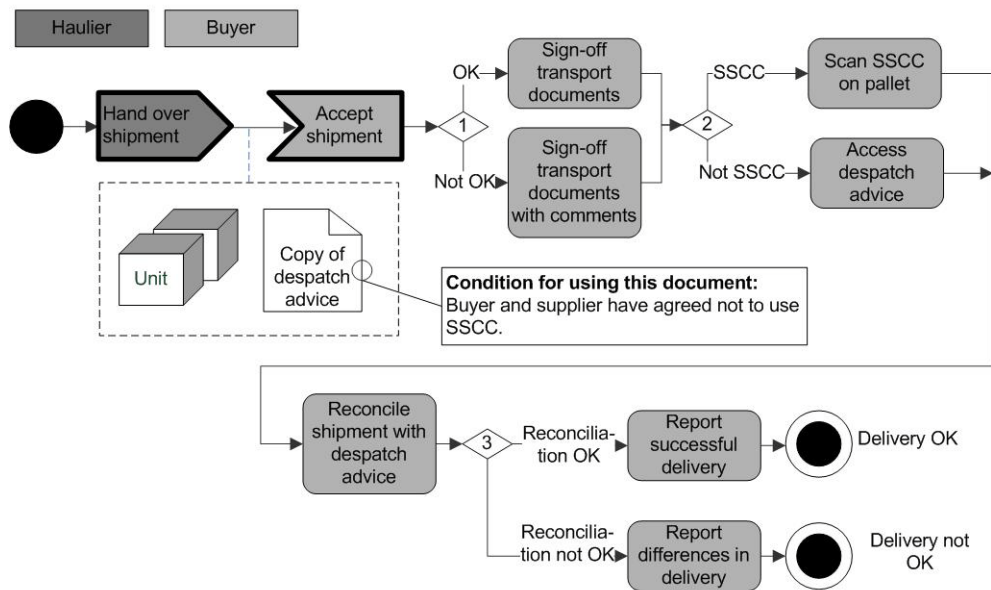 Haulier
Buyer
Hand over
shipment
Accept
shipment
1
OK
Not OK
Sign-off
transport
documents
Sign-off
transport
documents
with comments
2
SSCC
Not SSCC
Scan SSCC
on pallet
Access
despatch
advice
Unit
Copy of
despatch
advice
Condition for using this document:
Buyer and supplier have agreed not to use
SSCC.
Reconcile
shipment with
despatch
advice
3
Reconcilia-
tion OK
Report
successful
delivery
Delivery OK
Reconcilia-
tion not OK
Report
differences in
delivery
Delivery not
OK